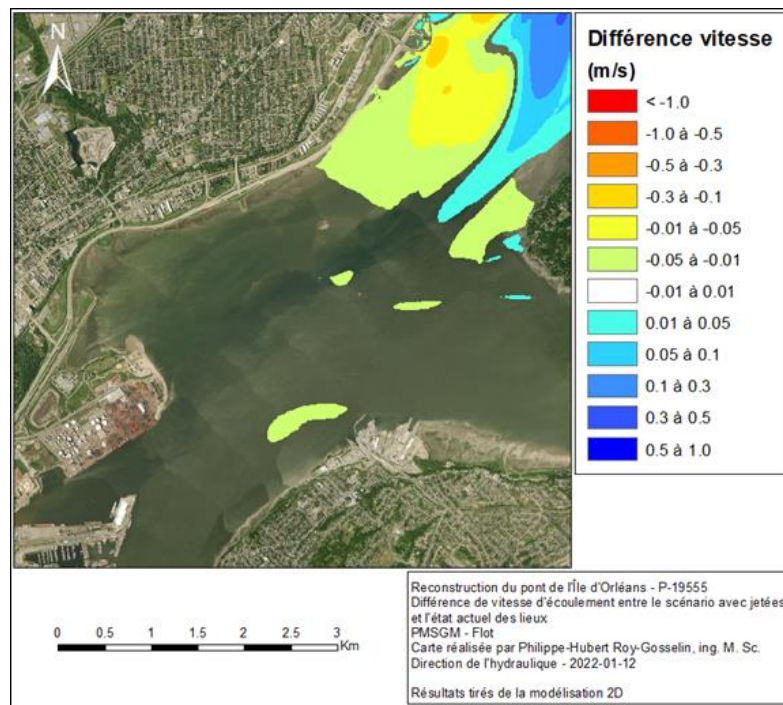 N
Différence vitesse
(m/s)
< -1.0
-1.0 à -0.5
-0.5 à -0.3
-0.3 à -0.1
-0.01 à -0.05
-0.05 à -0.01
-0.01 à 0.01
0.01 à 0.05
0.05 à 0.1
0.1 à 0.3
0.3 à 0.5
0.5 à 1.0
0 0.5 1 1.5 2 2.5 3
Km
Reconstruction du pont de l'Île d'Orléans - P-19555
Différence de vitesse d'écoulement entre le scénario avec jetées
et l'état actuel des lieux
PMSGM - Flot
Carte réalisée par Philippe-Hubert Roy-Gosselin, ing. M. Sc.
Direction de l'hydraulique - 2022-01-12
Résultats tirés de la modélisation 2D